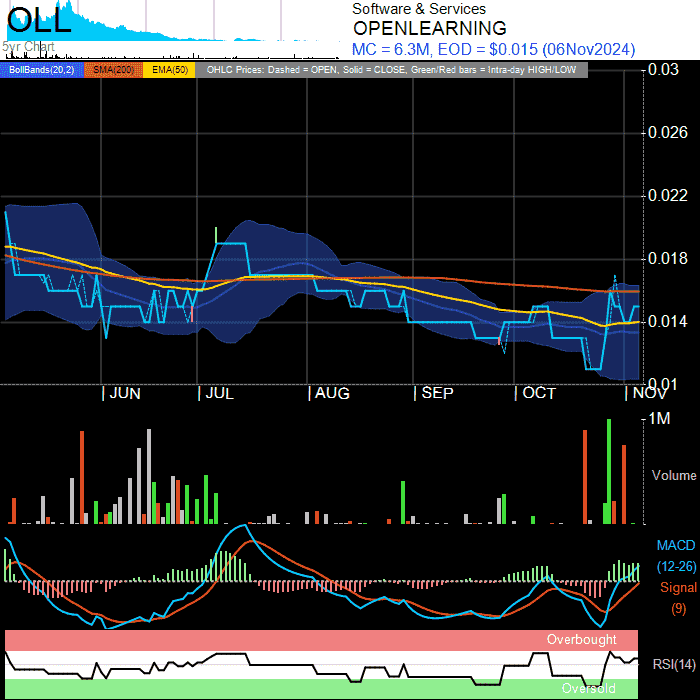 OLL
Software & Services
OPENLEARNING
5yr Chart
MC = 6.3M, EOD = $0.015 (06Nov2024)
BollBands(20,2) SMA(200) EMA(50) OHLC Prices: Dashed = OPEN, Solid = CLOSE, Green/Red bars = Intra-day HIGH/LOW
0.03
0.026
0.022
0.018
0.014
0.01
JUN JUL AUG SEP OCT NOV
1M
Volume
MACD
(12-26)
Signal
(9)
Overbought
RSI(14)
Oversold